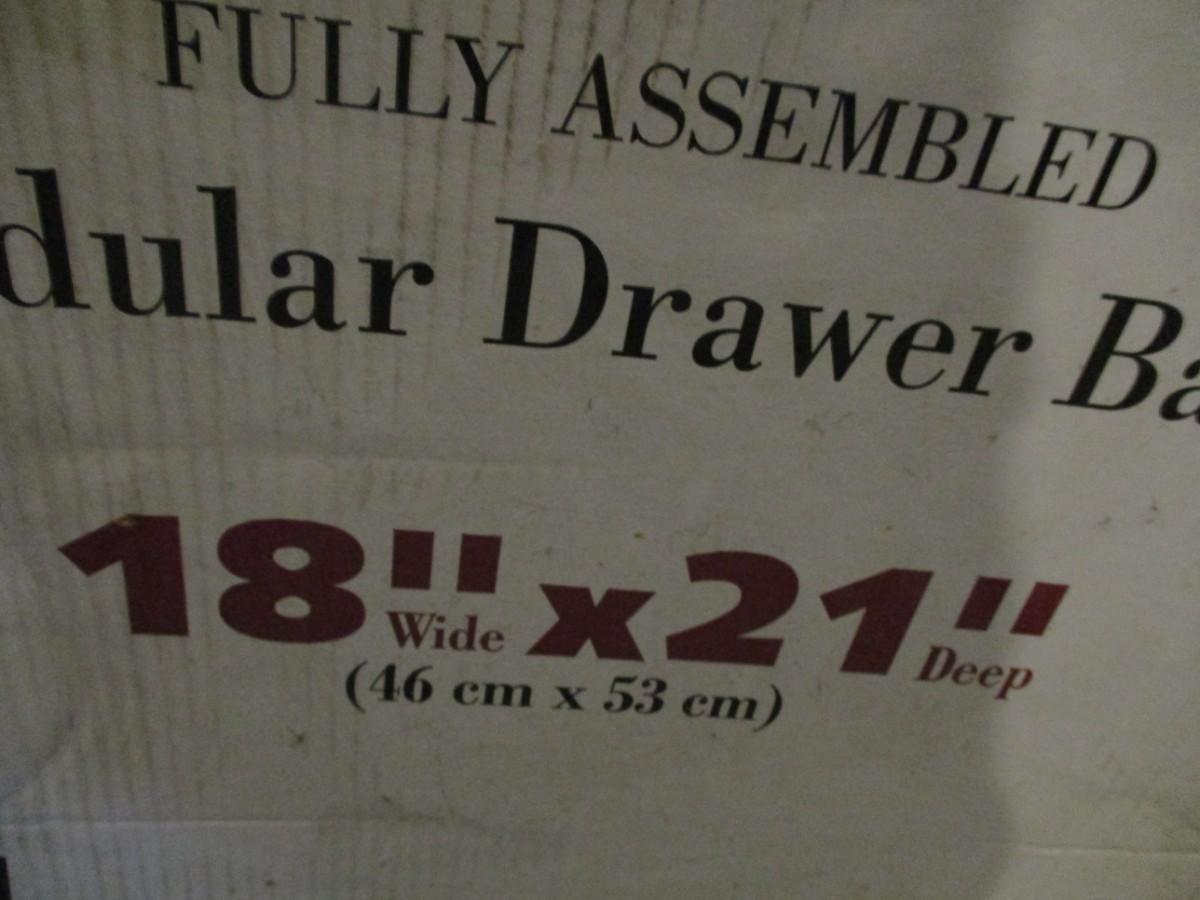 FULLY ASSEMBLED
dular Drawer Ba
18" Wide x 21" Deep
(46 cm x 53 cm)